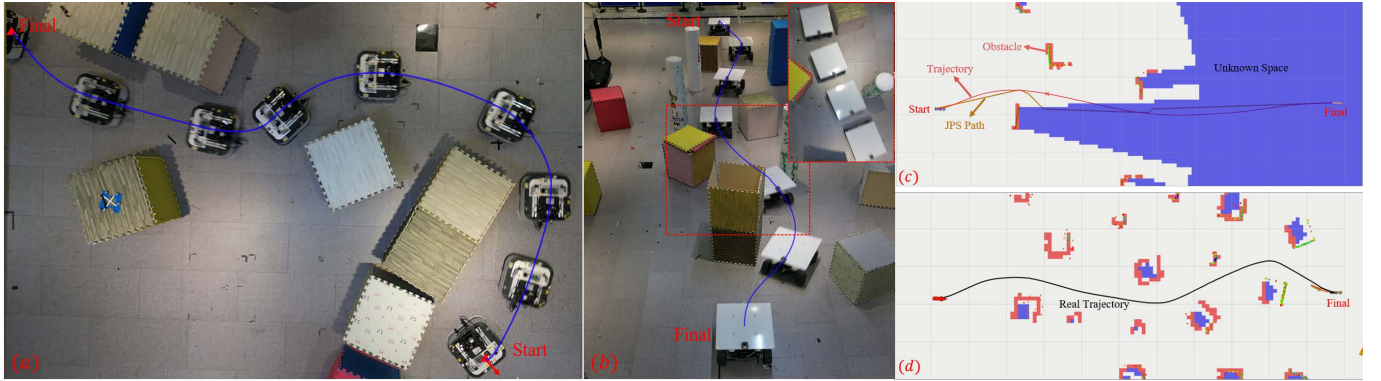 Final
Start
(a)
Start
Final
(b)
Obstacle
Trajectory
Unknown Space
Start
Final
JPS Path
(c)
Real Trajectory
Final
(d)